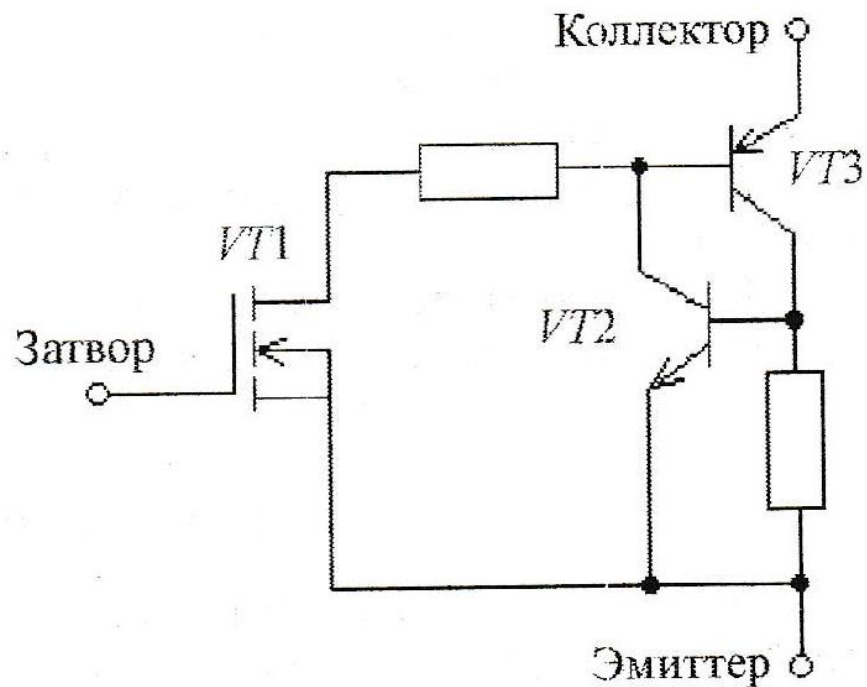 Коллектор
VT3
VT1
VT2
Затвор
Эмиттер